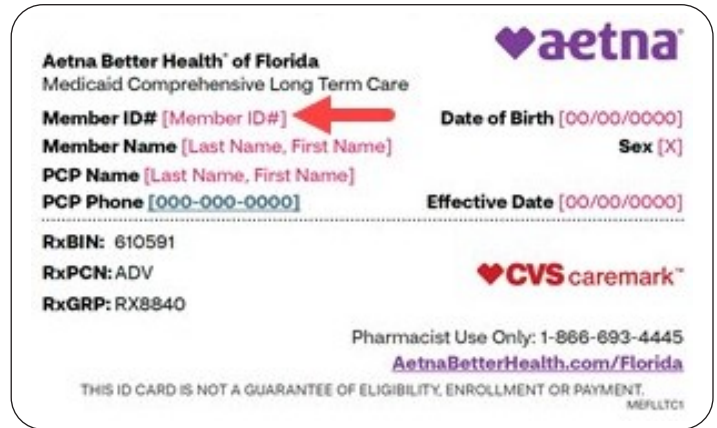 aetna
Aetna Better Health® of Florida
Medicaid Comprehensive Long Term Care
Member ID# [Member ID#]
Date of Birth [00/00/0000]
Member Name [Last Name, First Name]
Sex [X]
PCP Name [Last Name, First Name]
PCP Phone [000-000-0000]
Effective Date [00/00/0000]
RxBIN: 610591
RxPCN: ADV
RxGRP: RX8840
CVS caremark™
Pharmacist Use Only: 1-866-693-4445
AetnaBetterHealth.com/Florida
THIS ID CARD IS NOT A GUARANTEE OF ELIGIBILITY, ENROLLMENT OR PAYMENT.
MEFLLTC1